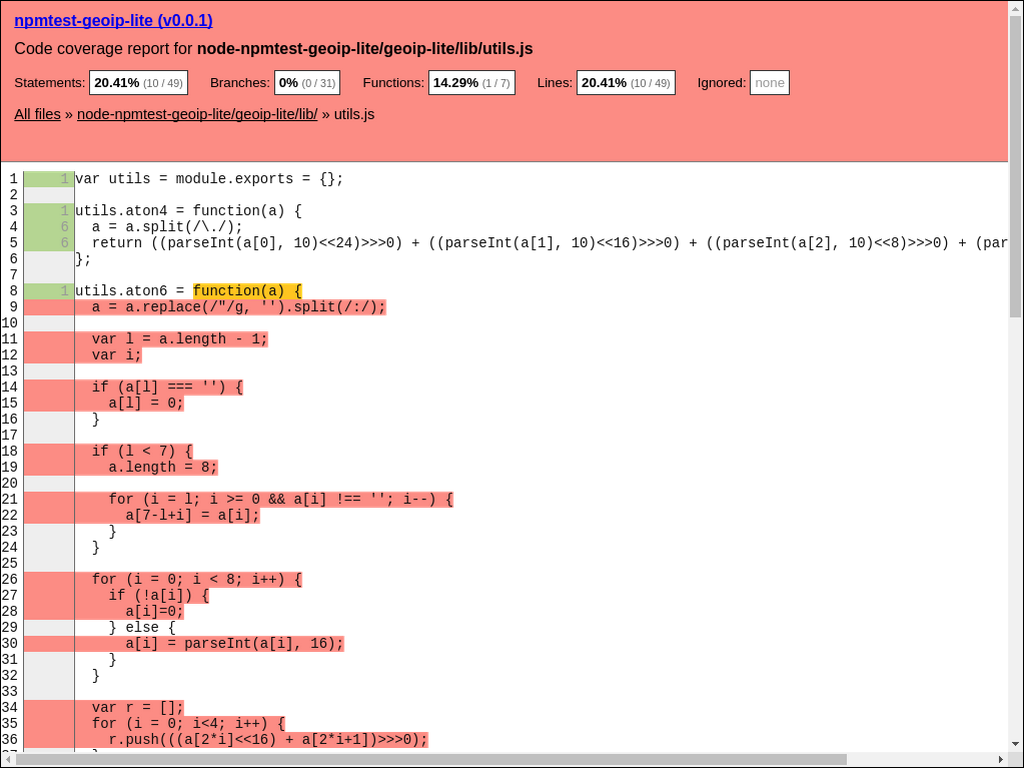 npmtest-geoip-lite (v0.0.1)
Code coverage report for node-npmtest-geoip-lite/geoip-lite/lib/utils.js
Statements: 20.41% (10 / 49) Branches: 0% (0 / 31) Functions: 14.29% (1 / 7) Lines: 20.41% (10 / 49) Ignored: none
All files » node-npmtest-geoip-lite/geoip-lite/lib/ » utils.js
1 1 var utils = module.exports = {};
2
3 1 utils.aton4 = function(a) {
4 6   a = a.split(/\./);
5 6   return ((parseInt(a[0], 10)<<24)>>>0) + ((parseInt(a[1], 10)<<16)>>>0) + ((parseInt(a[2], 10)<<8)>>>0) + (par
6 };
7
8 1 utils.aton6 = function(a) {
9   a = a.replace(/"/g, '').split(/:/);
10
11   var l = a.length - 1;
12   var i;
13
14   if (a[l] === '') {
15     a[l] = 0;
16   }
17
18   if (l < 7) {
19     a.length = 8;
20
21     for (i = l; i >= 0 && a[i] !== ''; i--) {
22       a[7-l+i] = a[i];
23     }
24   }
25
26   for (i = 0; i < 8; i++) {
27     if (!a[i]) {
28       a[i]=0;
29     } else {
30       a[i] = parseInt(a[i], 16);
31     }
32   }
33
34   var r = [];
35   for (i = 0; i<4; i++) {
36     r.push(((a[2*i]<<16) + a[2*i+1])>>>0);